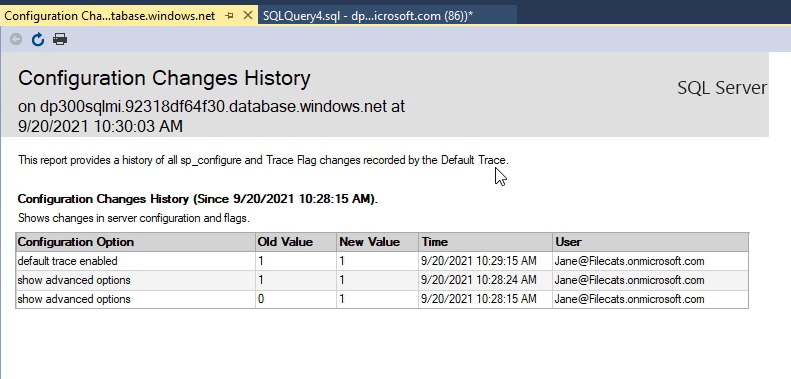 Configuration Cha...tabase.windows.net
SQLQuery4.sql - dp...icrosoft.com (86))*
Configuration Changes History
SQL Server
on dp300sqlmi.92318df64f30.database.windows.net at
9/20/2021 10:30:03 AM
This report provides a history of all sp_configure and Trace Flag changes recorded by the Default Trace.
Configuration Changes History (Since 9/20/2021 10:28:15 AM).
Shows changes in server configuration and flags.
Configuration Option Old Value New Value Time User
default trace enabled 1 1 9/20/2021 10:29:15 AM Jane@Filecats.onmicrosoft.com
show advanced options 1 1 9/20/2021 10:28:24 AM Jane@Filecats.onmicrosoft.com
show advanced options 0 1 9/20/2021 10:28:15 AM Jane@Filecats.onmicrosoft.com